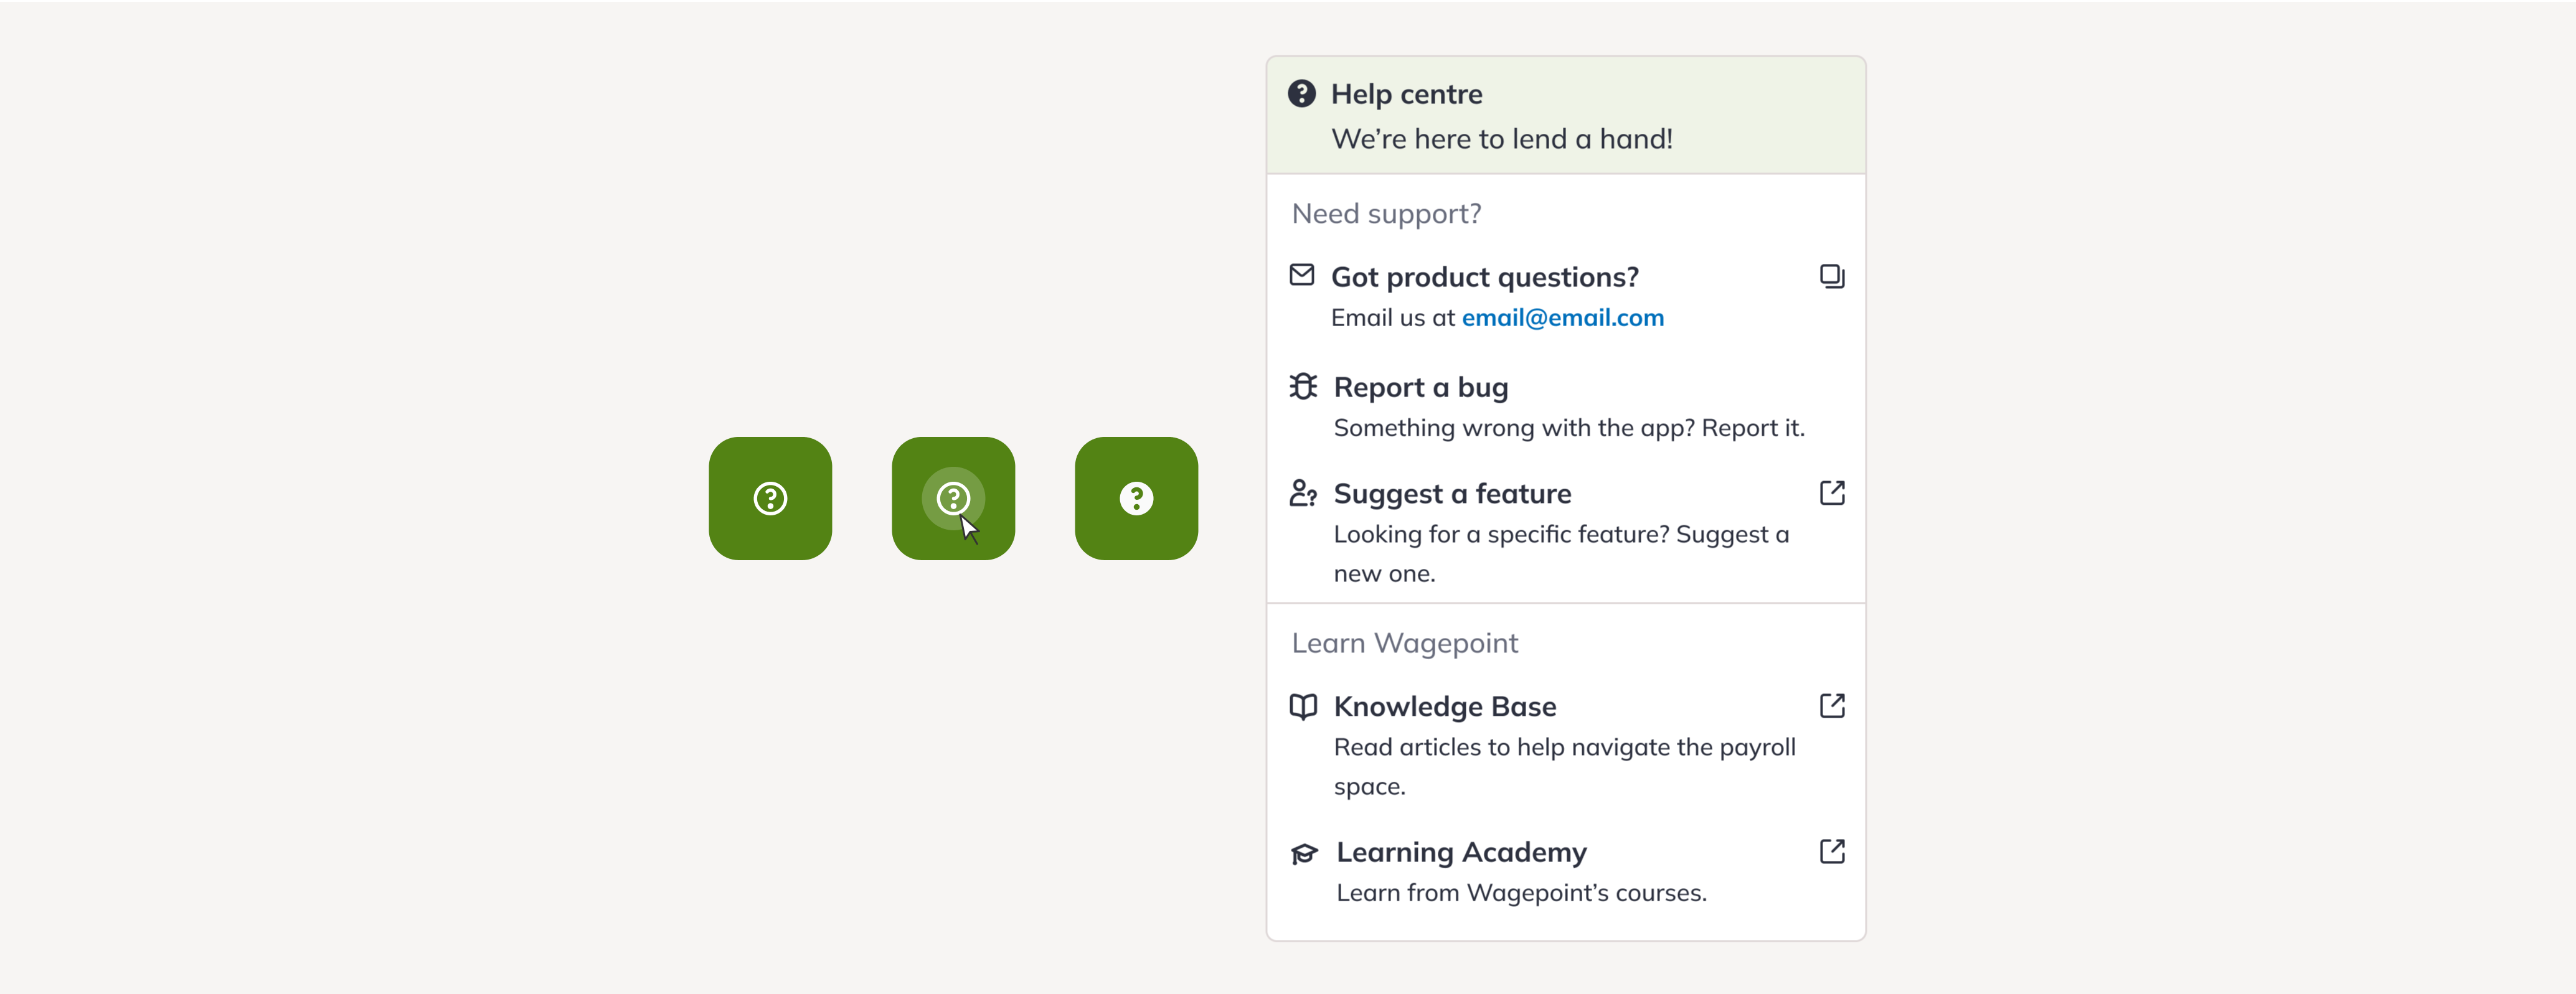 Help centre
We’re here to lend a hand!
Need support?
Got product questions?
Email us at email@email.com
Report a bug
Something wrong with the app? Report it.
Suggest a feature
Looking for a specific feature? Suggest a
new one.
Learn Wagepoint
Knowledge Base
Read articles to help navigate the payroll
space.
Learning Academy
Learn from Wagepoint’s courses.